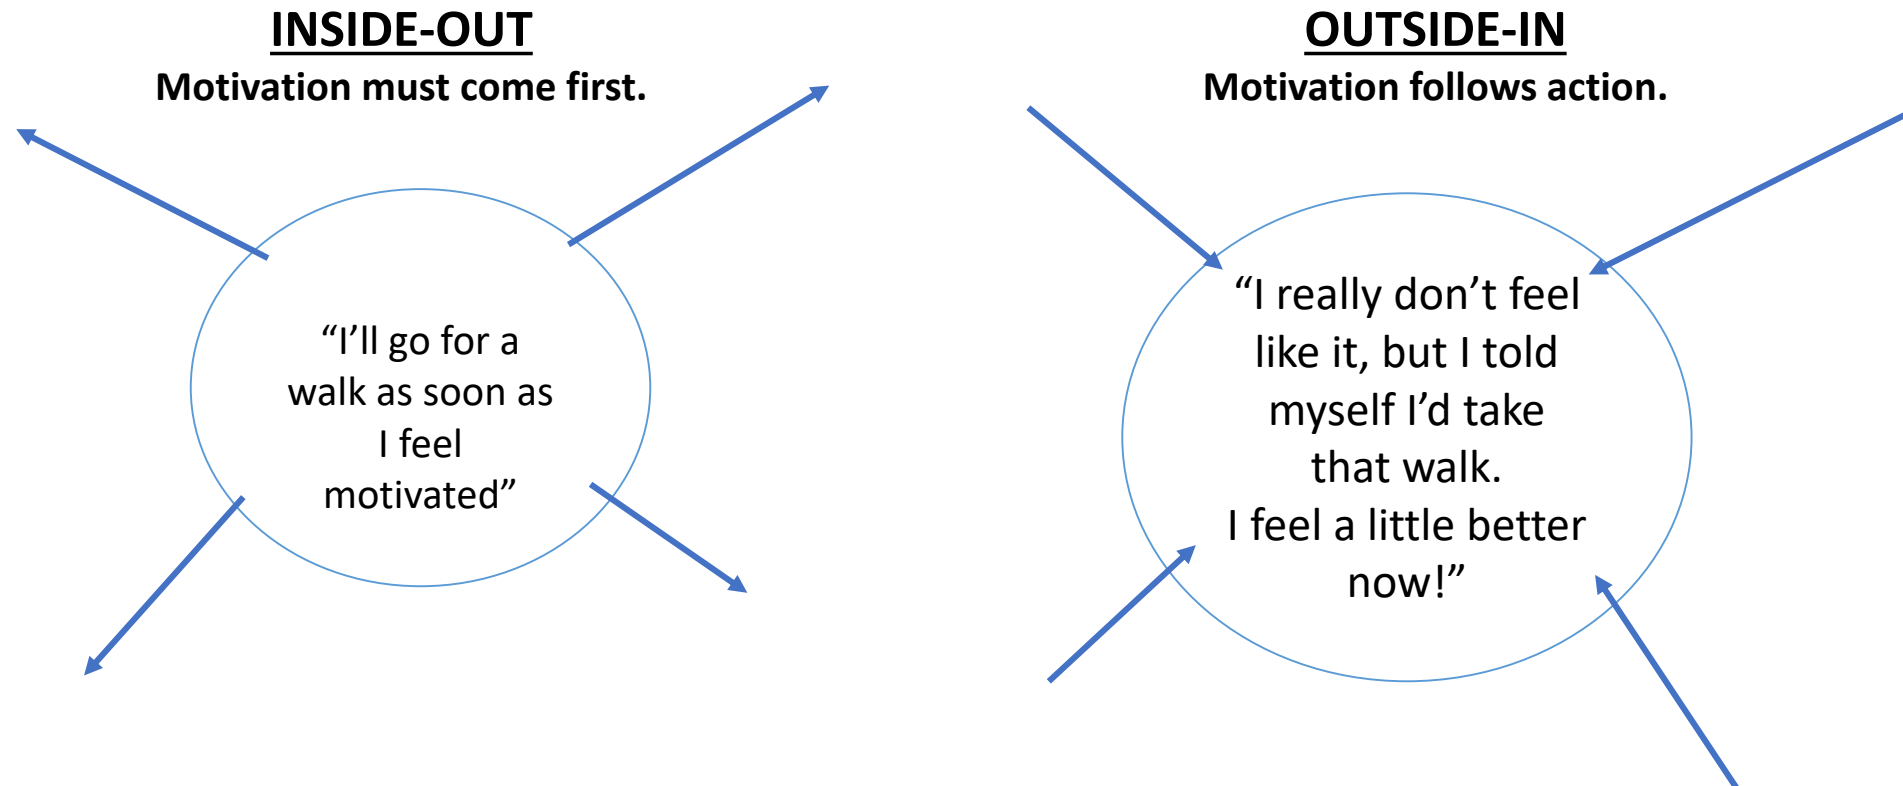 INSIDE-OUT
Motivation must come first.
“I’ll go for a
walk as soon as
I feel
motivated”
OUTSIDE-IN
Motivation follows action.
“I really don’t feel
like it, but I told
myself I’d take
that walk.
I feel a little better
now!”